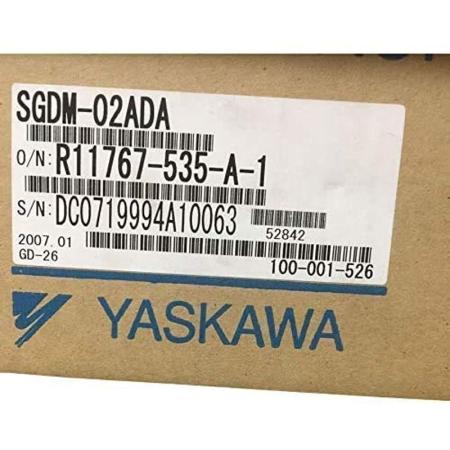 SGDM-02ADA
O/N: R11767-535-A-1
S/N: DC0719994A10063
52842
2007.01
GD-26
100-001-526
YASKAWA